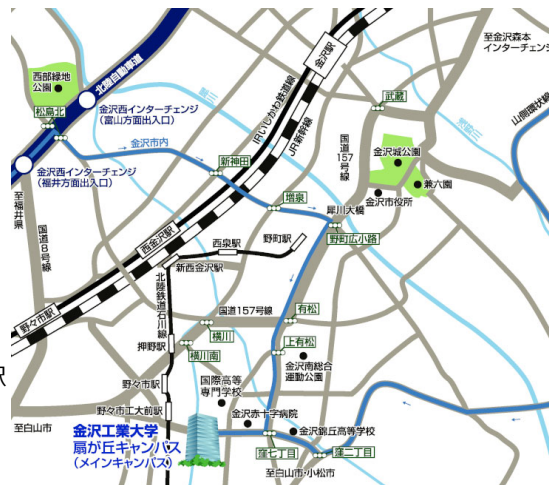 西部緑地
公園
北陸自動車道
松島北
金沢西インターチェンジ
(富山方面出入口)
金沢市内
金沢西インターチェンジ
(福井方面出入口)
至福井県
国道8号線
新神田
増泉
IRいしかわ鉄道線
JR新幹線
金沢駅
武蔵
国道157号線
金沢城公園
兼六園
金沢市役所
至金沢森本
インターチェンジ
山側環状線
犀川大橋
野町広小路
野町駅
西泉駅
新西金沢駅
西金沢駅
北陸鉄道石川線
野々市駅
国道157号線
有松
上有松
横川
横川南
押野駅
金沢南総合
運動公園
国際高等
専門学校
野々市駅
野々市工大前駅
駅
至白山市
金沢赤十字病院
金沢錦丘高等学校
金沢工業大学
扇が丘キャンパス
(メインキャンパス)
窪七丁目
窪二丁目
至白山市・小松市